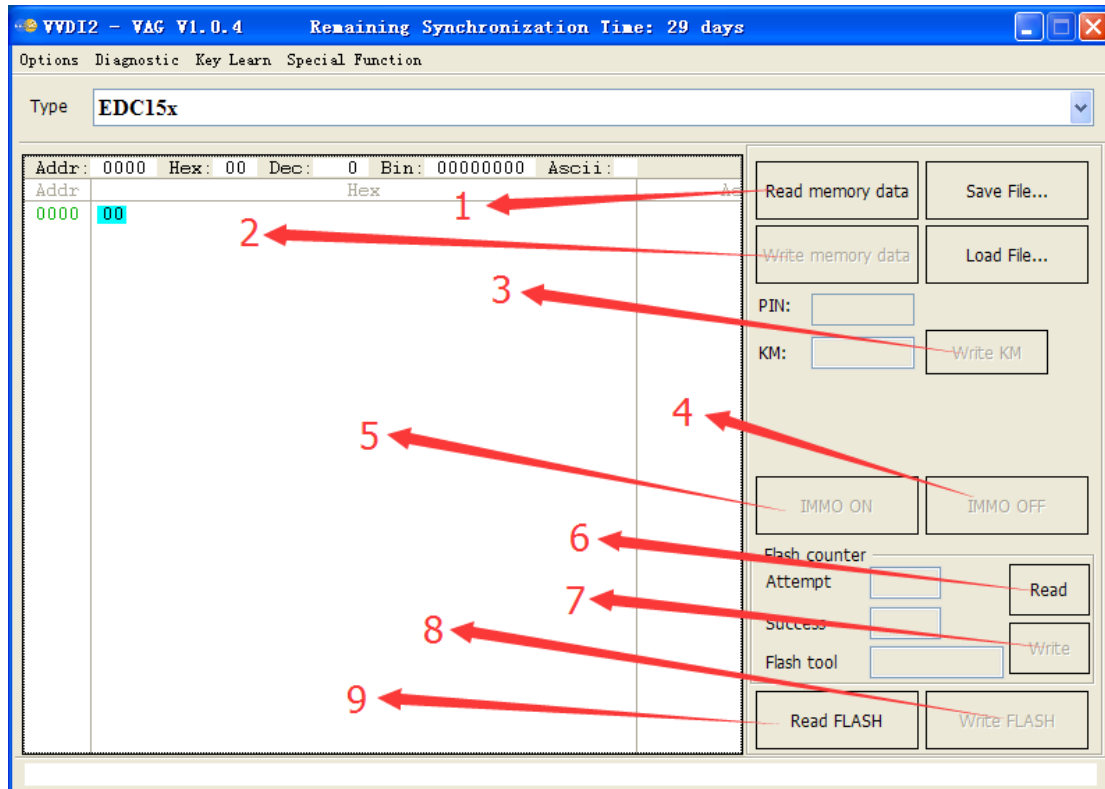 VVDI2 - VAG V1.0.4 Remaining Synchronization Time: 29 days
Options Diagnostic Key Learn Special Function
Type EDC15x
Addr: 0000 Hex: 00 Dec: 0 Bin: 00000000 Ascii:
Addr Hex As
0000 00
1
Read memory data Save File...
2
Write memory data Load File...
3
PIN:
KM: Write KM
4
5
IMMO ON IMMO OFF
6
Flash counter
Attempt Read
7
Success
8
Write
Flash tool
9
Read FLASH Write FLASH